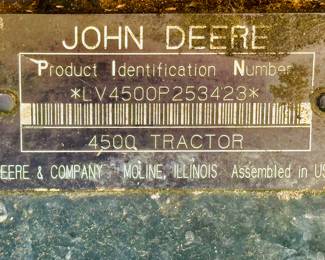 JOHN DEERE
Product Identification Number
*LV4500P253423*
4500 TRACTOR
DEERE & COMPANY MOLINE, ILLINOIS Assembled in US